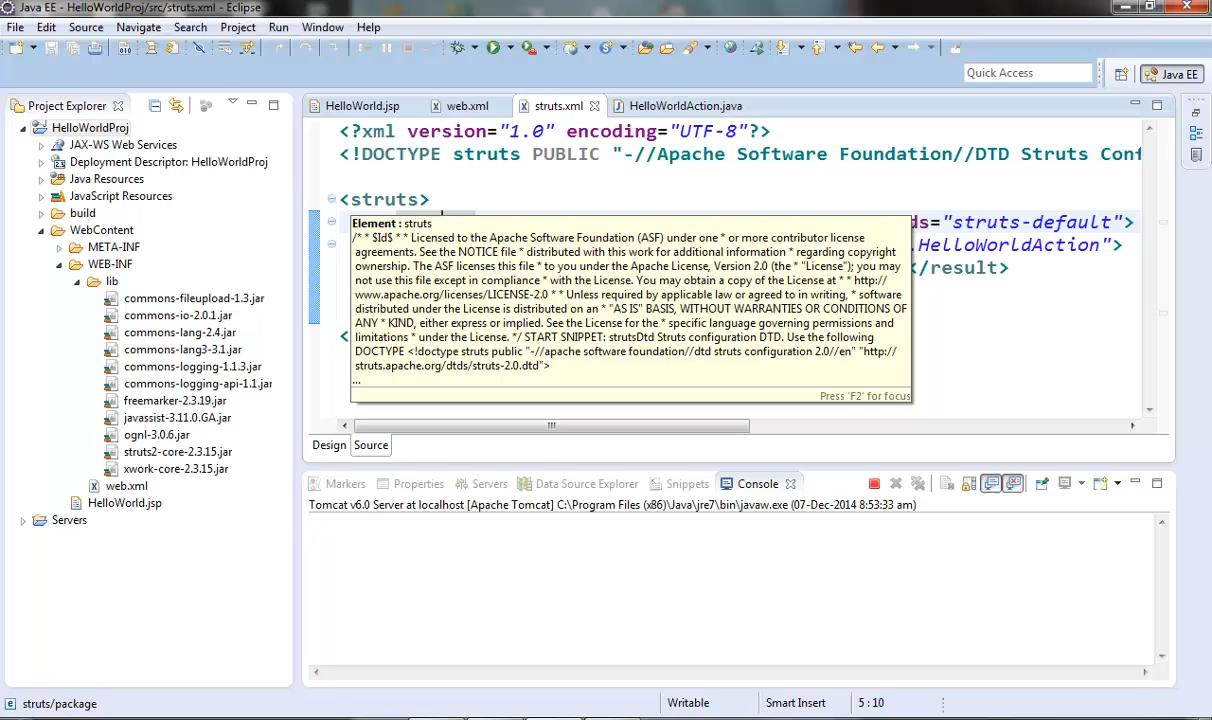 Java EE - HelloWorldProj/src/struts.xml - Eclipse
File Edit Source Navigate Search Project Run Window Help
Quick Access
Java EE
Project Explorer
HelloWorld.jsp web.xml struts.xml HelloWorldAction.java
HelloWorldProj
JAX-WS Web Services
Deployment Descriptor: HelloWorldProj
Java Resources
JavaScript Resources
build
WebContent
META-INF
WEB-INF
lib
commons-fileupload-1.3.jar
commons-io-2.0.1.jar
commons-lang-2.4.jar
commons-lang3-3.1.jar
commons-logging-1.1.3.jar
commons-logging-api-1.1.jar
freemarker-2.3.19.jar
javassist-3.11.0.GA.jar
ognl-3.0.6.jar
struts2-core-2.3.15.jar
xwork-core-2.3.15.jar
web.xml
HelloWorld.jsp
Servers
<?xml version="1.0" encoding="UTF-8"?>
<!DOCTYPE struts PUBLIC "-//Apache Software Foundation//DTD Struts Conf
<struts>
ds="struts-default">
.HelloWorldAction">
</result>
<
Element : struts
/* * $Id$ * * Licensed to the Apache Software Foundation (ASF) under one * or more contributor license
agreements. See the NOTICE file * distributed with this work for additional information * regarding copyright
ownership. The ASF licenses this file * to you under the Apache License, Version 2.0 (the * "License"); you may
not use this file except in compliance * with the License. You may obtain a copy of the License at * * http://
www.apache.org/licenses/LICENSE-2.0 * * Unless required by applicable law or agreed to in writing, * software
distributed under the License is distributed on an * "AS IS" BASIS, WITHOUT WARRANTIES OR CONDITIONS OF
ANY * KIND, either express or implied. See the License for the * specific language governing permissions and
limitations * under the License. */ START SNIPPET: strutsDtd Struts configuration DTD. Use the following
DOCTYPE <!doctype struts public "-//apache software foundation//dtd struts configuration 2.0//en" "http://
struts.apache.org/dtds/struts-2.0.dtd">
...
Press 'F2' for focus
Design Source
Markers Properties Servers Data Source Explorer Snippets Console
Tomcat v6.0 Server at localhost [Apache Tomcat] C:\Program Files (x86)\Java\jre7\bin\javaw.exe (07-Dec-2014 8:53:33 am)
struts/package
Writable
Smart Insert
5 : 10